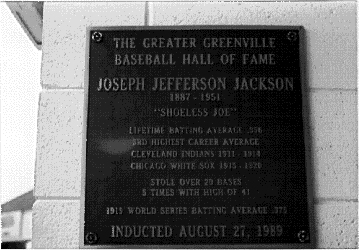 THE GREATER GREENVILLE
BASEBALL HALL OF FAME
JOSEPH JEFFERSON JACKSON
1887 - 1951
"SHOELESS JOE"
LIFETIME BATTING AVERAGE .356
3RD HIGHEST CAREER AVERAGE
CLEVELAND INDIANS 1911 - 1914
CHICAGO WHITE SOX 1915 - 1920
STOLE OVER 20 BASES
5 TIMES WITH HIGH OF 41
WORLD SERIES BATTING AVERAGE .375
INDUCTED AUGUST 27, 1989